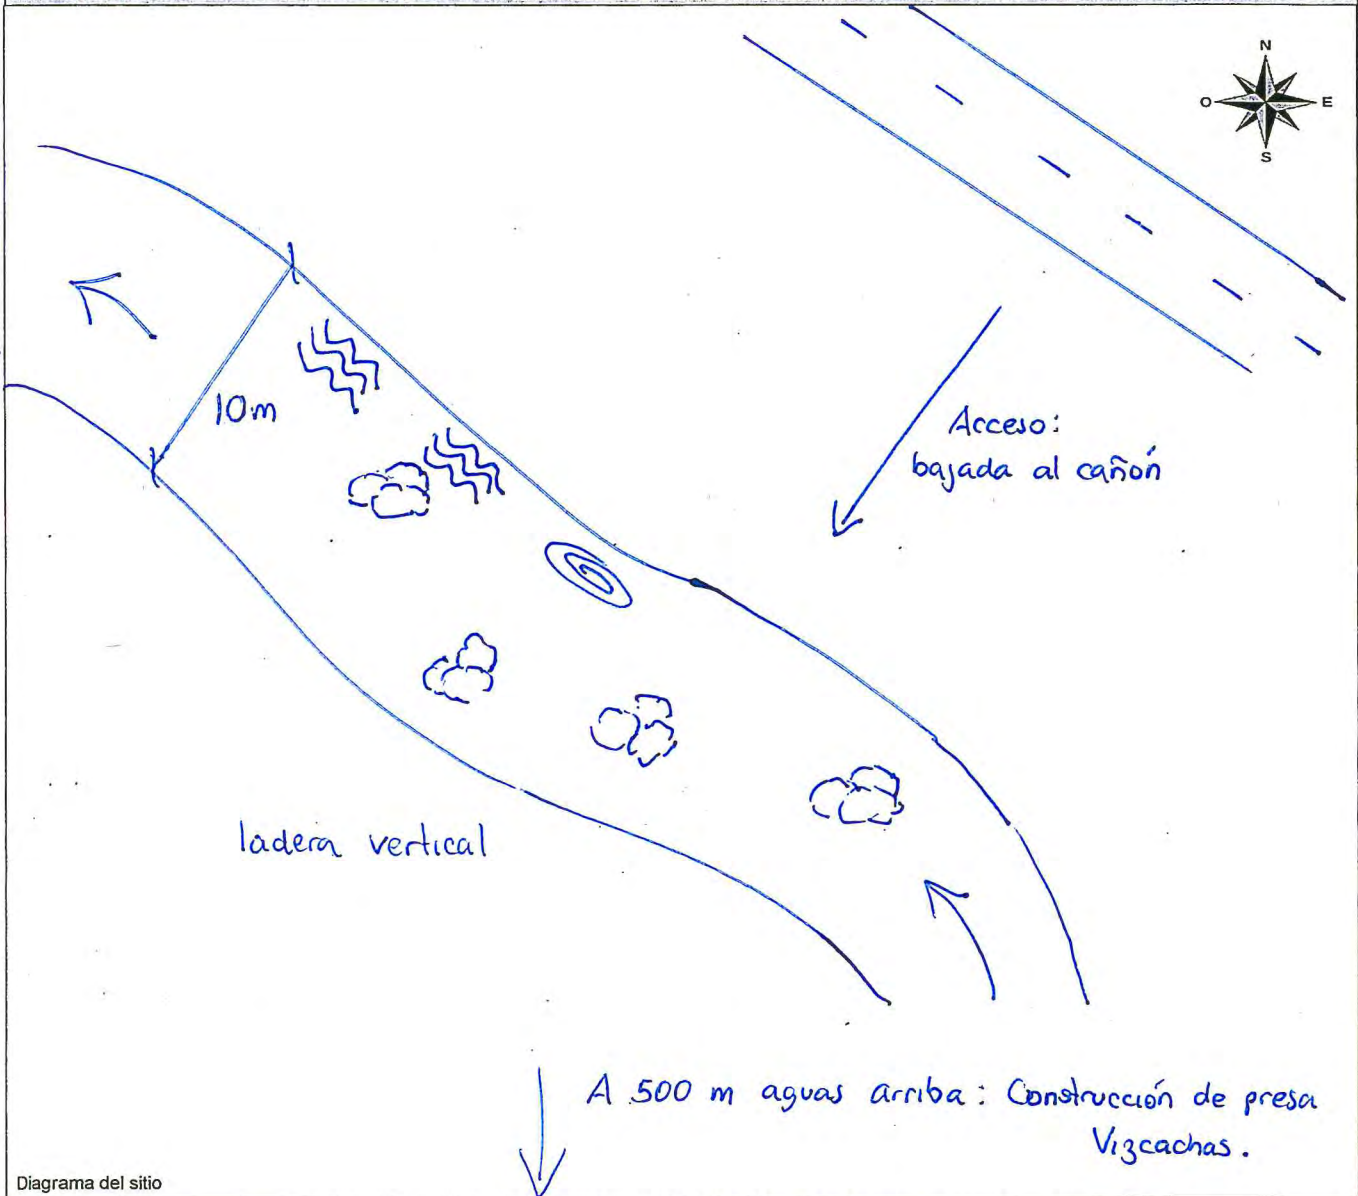 N
O E
S
10m
Acceso:
bajada al cañón
ladera vertical
A 500 m aguas arriba: Construcción de presa
Vizcachas.
Diagrama del sitio